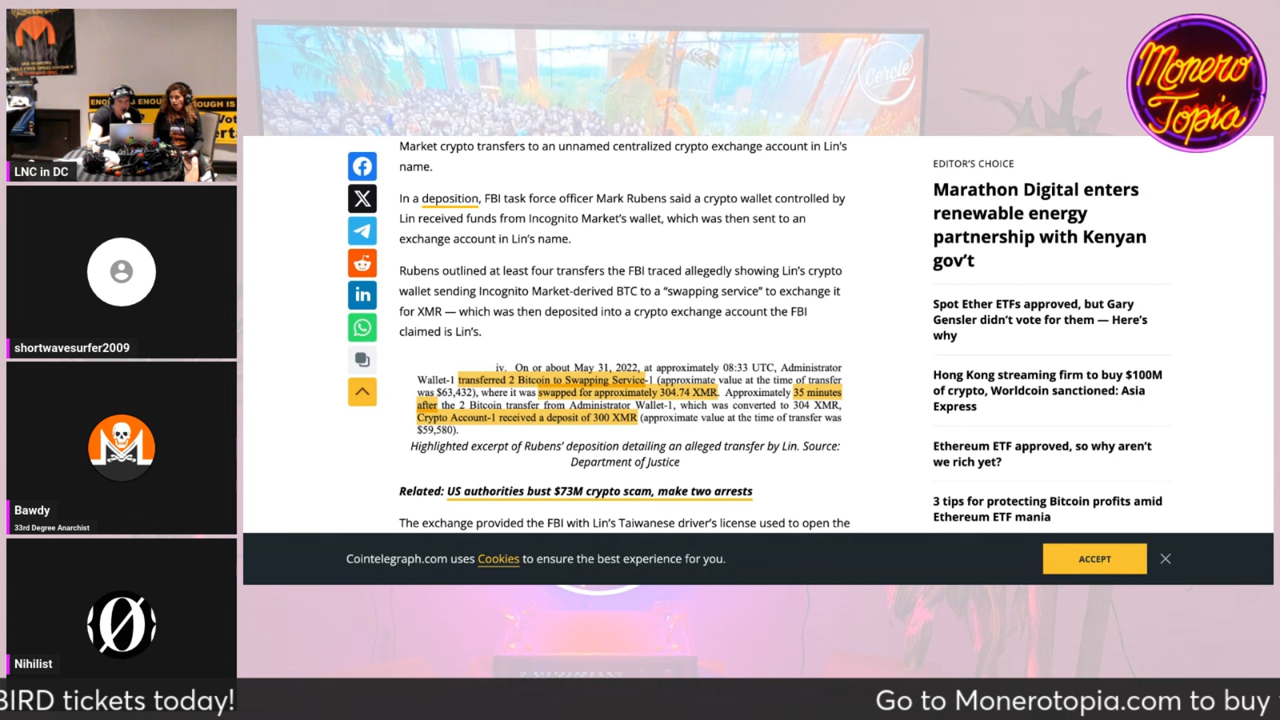 LNC in DC
shortwavesurfer2009
Bawdy
33rd Degree Anarchist
Nihilist
Cercle
Monero
Topia
Market crypto transfers to an unnamed centralized crypto exchange account in Lin’s
name.
In a deposition, FBI task force officer Mark Rubens said a crypto wallet controlled by
Lin received funds from Incognito Market’s wallet, which was then sent to an
exchange account in Lin’s name.
Rubens outlined at least four transfers the FBI traced allegedly showing Lin’s crypto
wallet sending Incognito Market-derived BTC to a “swapping service” to exchange it
for XMR — which was then deposited into a crypto exchange account the FBI
claimed is Lin’s.
iv. On or about May 31, 2022, at approximately 08:33 UTC, Administrator
Wallet-1 transferred 2 Bitcoin to Swapping Service-1 (approximate value at the time of transfer
was $63,432), where it was swapped for approximately 304.74 XMR. Approximately 35 minutes
after the 2 Bitcoin transfer from Administrator Wallet-1, which was converted to 304 XMR,
Crypto Account-1 received a deposit of 300 XMR (approximate value at the time of transfer was
$59,580).
Highlighted excerpt of Rubens’ deposition detailing an alleged transfer by Lin. Source:
Department of Justice
Related: US authorities bust $73M crypto scam, make two arrests
The exchange provided the FBI with Lin’s Taiwanese driver’s license used to open the
EDITOR’S CHOICE
Marathon Digital enters
renewable energy
partnership with Kenyan
gov’t
Spot Ether ETFs approved, but Gary
Gensler didn’t vote for them — Here’s
why
Hong Kong streaming firm to buy $100M
of crypto, Worldcoin sanctioned: Asia
Express
Ethereum ETF approved, so why aren’t
we rich yet?
3 tips for protecting Bitcoin profits amid
Ethereum ETF mania
Cointelegraph.com uses Cookies to ensure the best experience for you.
ACCEPT
BIRD tickets today!
Go to Monerotopia.com to buy